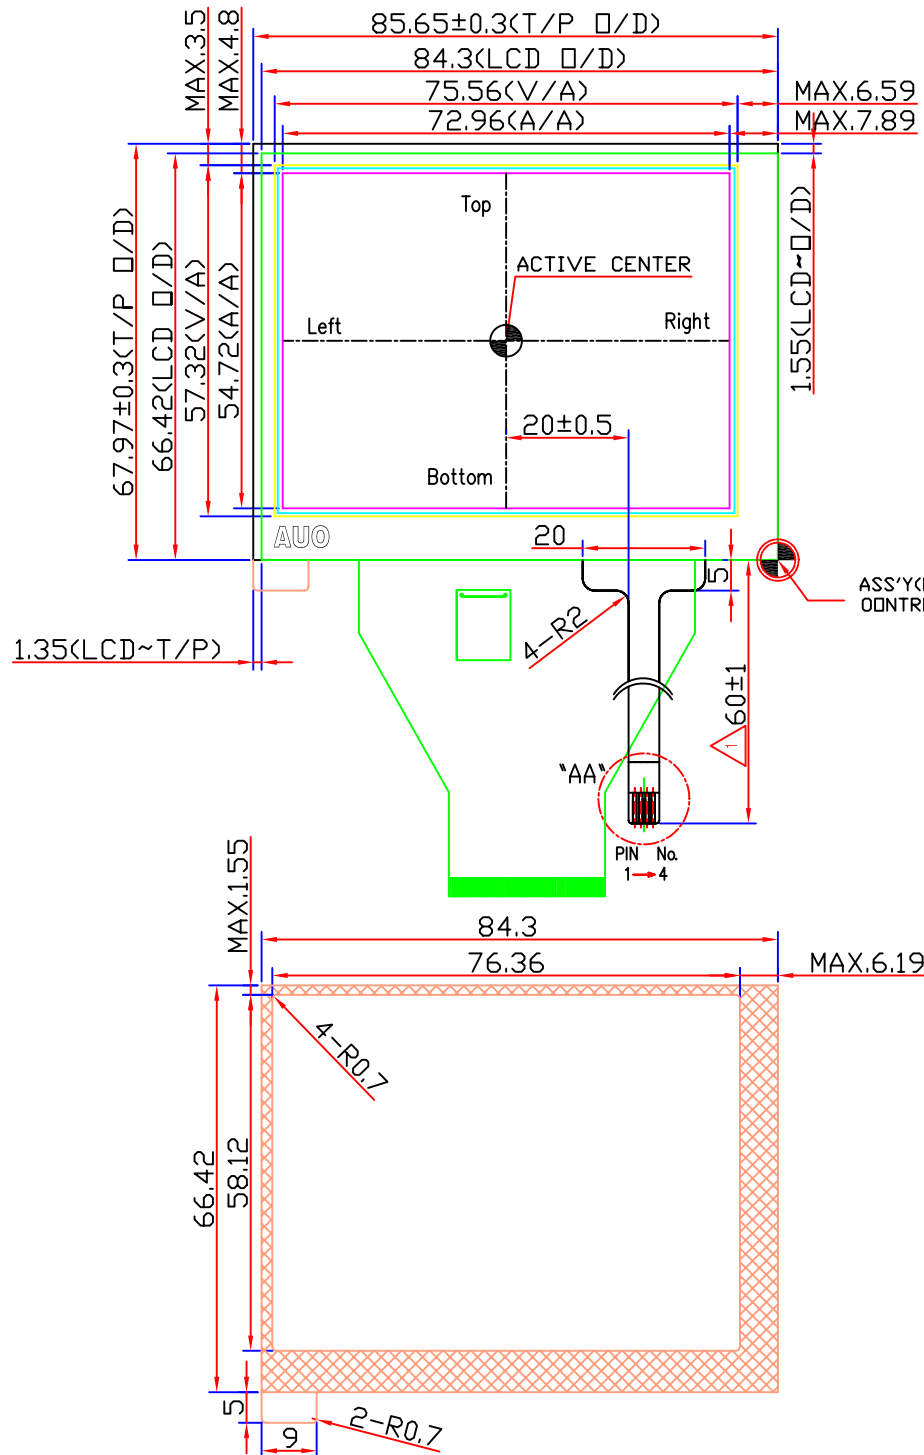 85.65±0.3(T/P O/D)
84.3(LCD O/D)
75.56(V/A)
72.96(A/A)
MAX.6.59
MAX.7.89
MAX.3.5
MAX.4.8
67.97±0.3(T/P O/D)
66.42(LCD O/D)
57.32(V/A)
54.72(A/A)
1.55(LCD~O/D)
Top
ACTIVE CENTER
Left
Right
20±0.5
Bottom
AUO
20
5
ASS'Y(
1.35(LCD~T/P)
4-R2
60±1
1
"AA"
PIN No.
1 4
MAX.1.55
84.3
76.36
MAX.6.19
4-R0.7
66.42
58.12
5
9
2-R0.7